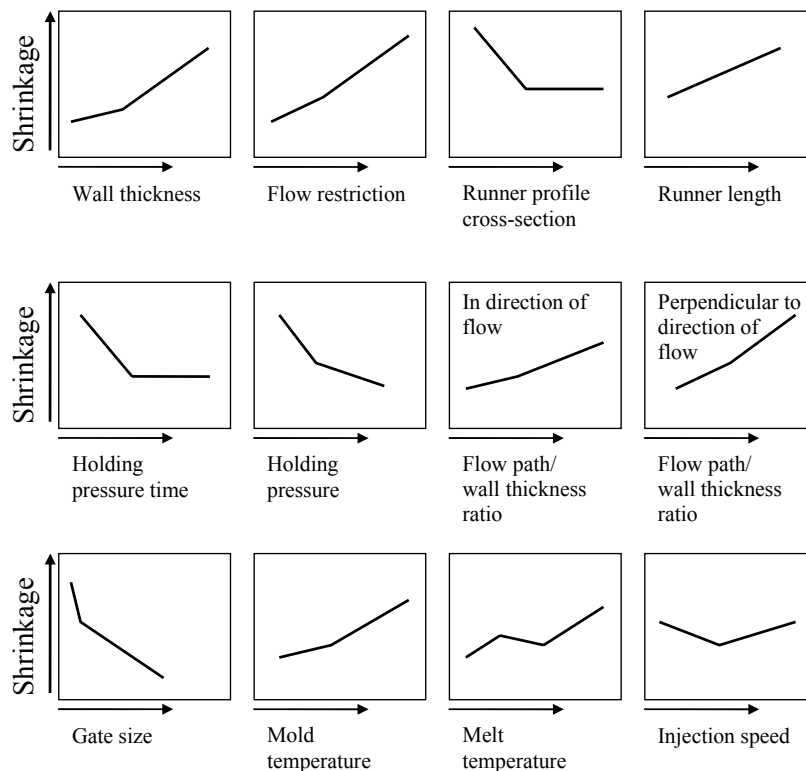 Shrinkage
Wall thickness
Flow restriction
Runner profile
cross-section
Runner length
Shrinkage
In direction of
flow
Perpendicular to
direction of
flow
Holding
pressure time
Holding
pressure
Flow path/
wall thickness
ratio
Flow path/
wall thickness
ratio
Shrinkage
Gate size
Mold
temperature
Melt
temperature
Injection speed